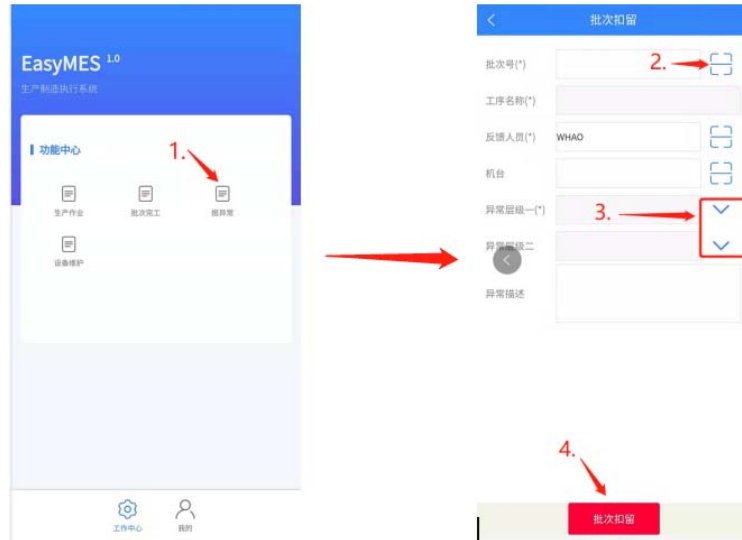 EasyMES 1.0
生产制造执行系统
功能中心
1.
生产作业
批次完工
报异常
设备维护
工作中心
我的
批次扣留
批次号(*)
2.
工序名称(*)
反馈人员(*)
WHAO
机台
异常层级一(*)
3.
异常层级二
异常描述
4.
批次扣留